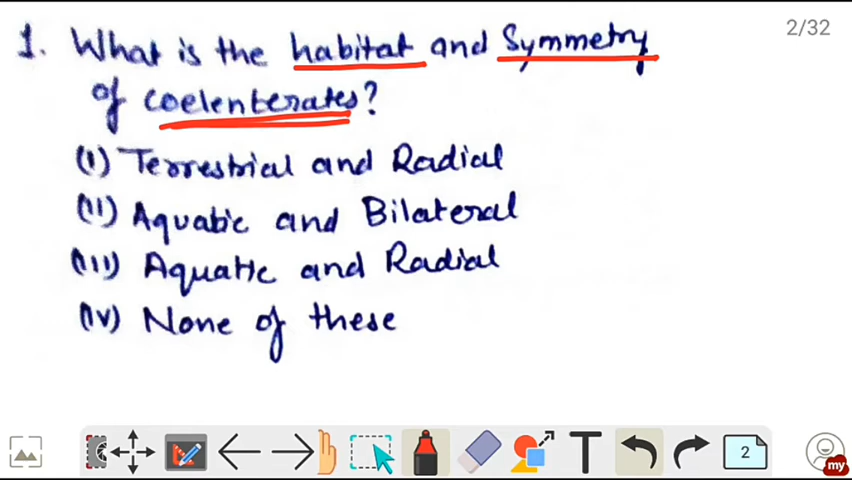 2/32
1. What is the habitat and Symmetry
of coelenterates?
(i) Terrestrial and Radial
(ii) Aquatic and Bilateral
(iii) Aquatic and Radial
(iv) None of these
T
2
my